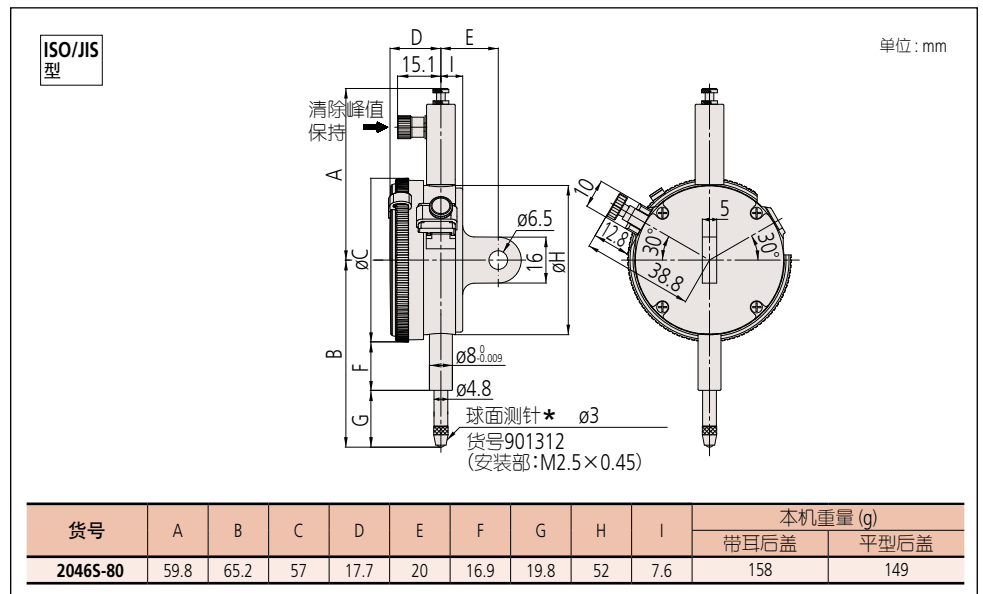 ISO/JIS
型
单位 : mm
D
E
15.1
I
清除峰值
保持
A
10
5
ø6.5
12.8
30°
30°
øC
16
øH
38.8
B
F
ø8 0 -0.009
ø4.8
G
球面测针★ ø3
货号901312
(安装部:M2.5×0.45)
货号 A B C D E F G H I 本机重量 (g)
带耳后盖 平型后盖
2046S-80 59.8 65.2 57 17.7 20 16.9 19.8 52 7.6 158 149